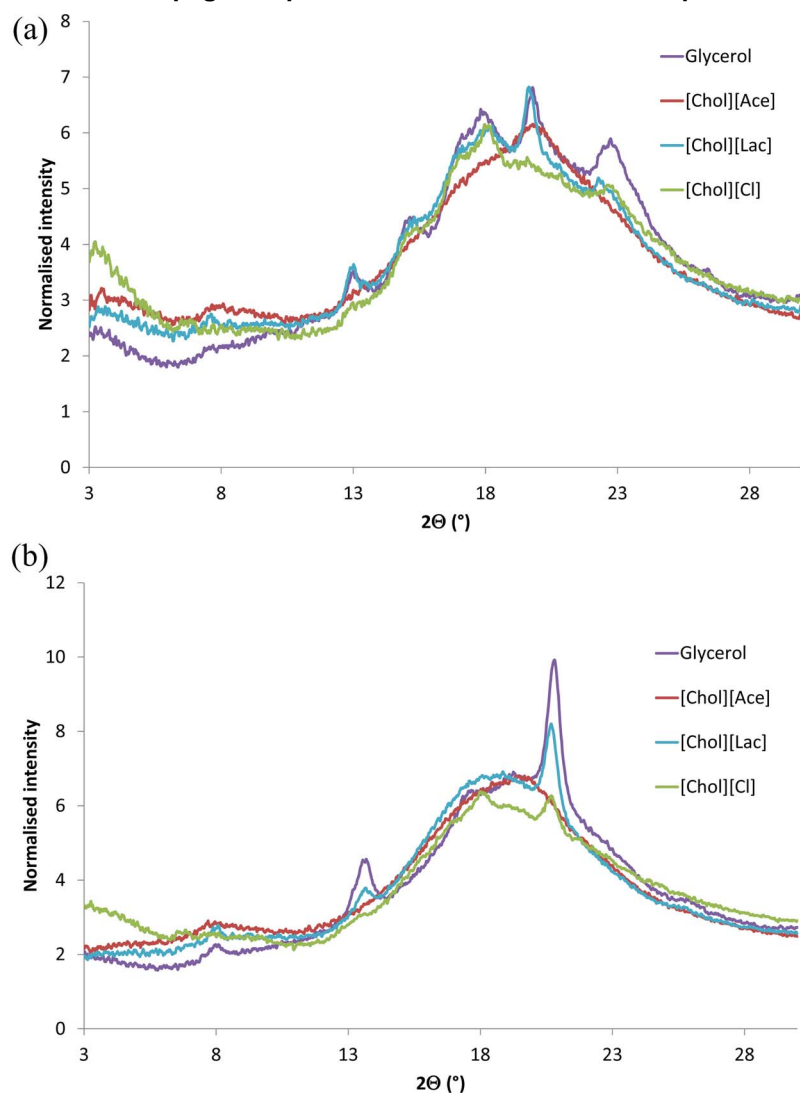 (a)
8
7
6
5
4
3
2
1
0
Normalised intensity
Glycerol
[Chol][Ace]
[Chol][Lac]
[Chol][Cl]
3 8 13 18 23 28
2Θ (°)
(b)
12
10
8
6
4
2
0
Normalised intensity
Glycerol
[Chol][Ace]
[Chol][Lac]
[Chol][Cl]
3 8 13 18 23 28
2Θ (°)